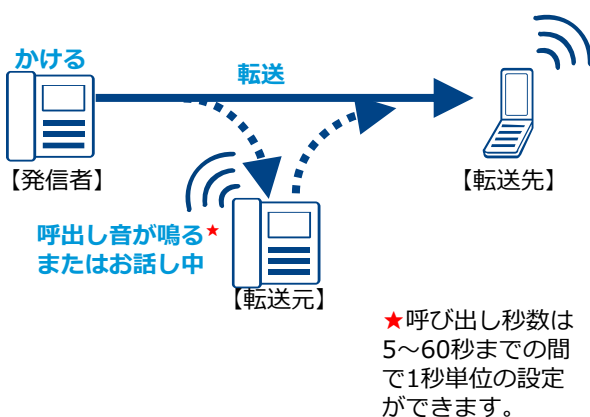 かける
転送
【発信者】
【転送先】
呼出し音が鳴る★
またはお話し中
【転送元】
★呼び出し秒数は
5～60秒までの間
で1秒単位の設定
ができます。